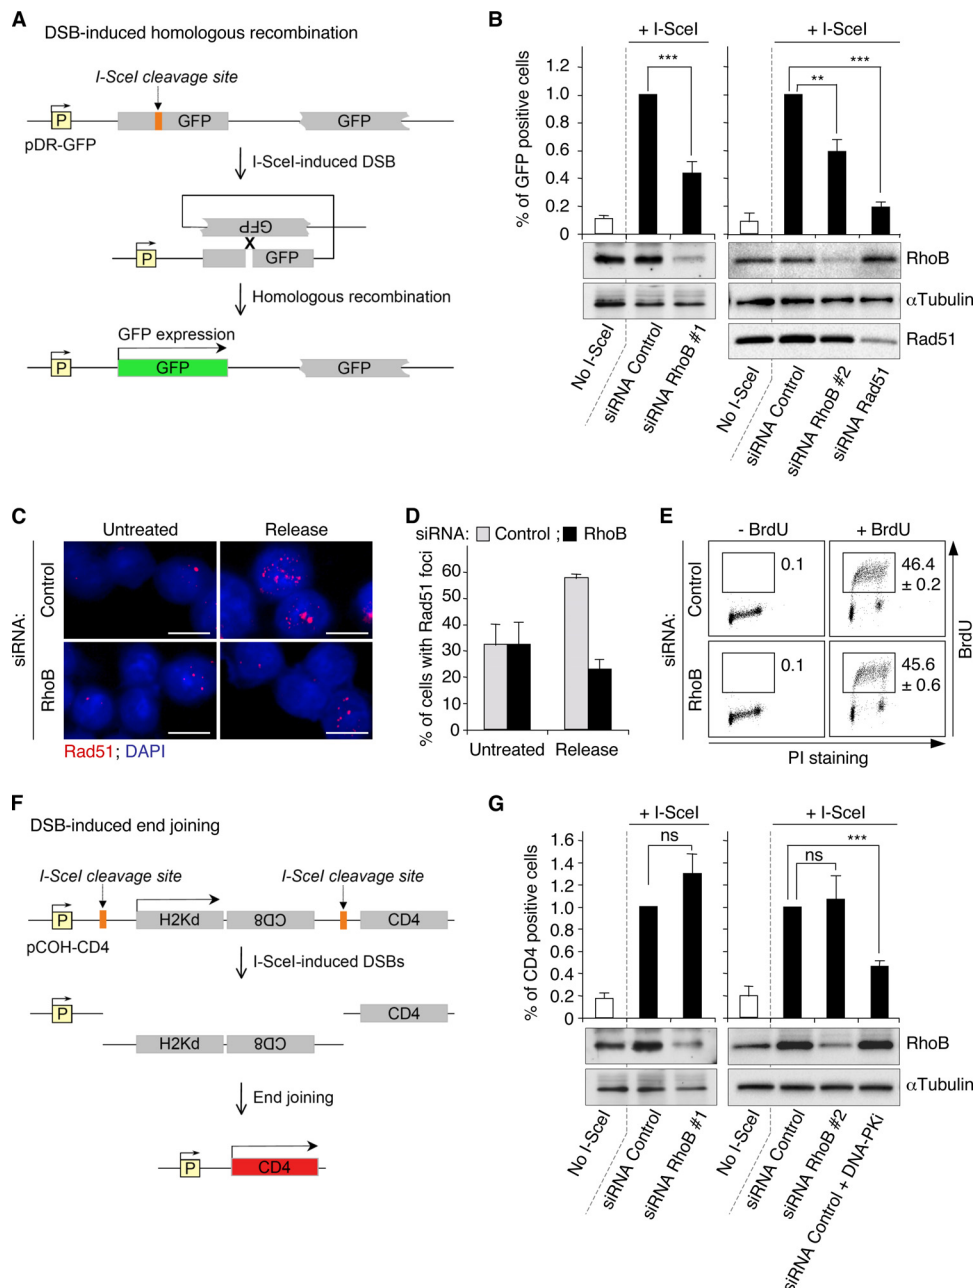 A
DSB-induced homologous recombination
I-SceI cleavage site
P
GFP
GFP
pDR-GFP
I-SceI-induced DSB
GFP
X
P
GFP
Homologous recombination
GFP expression
P
GFP
GFP
B
+ I-SceI
+ I-SceI
% of GFP positive cells
1.2
1.0
0.8
0.6
0.4
0.2
0
***
***
**
RhoB
αTubulin
Rad51
No I-SceI
siRNA Control
siRNA RhoB #1
No I-SceI
siRNA Control
siRNA RhoB #2
siRNA Rad51
C
Untreated
Release
siRNA:
Control
RhoB
Rad51; DAPI
D
siRNA: Control ; RhoB
% of cells with Rad51 foci
60
50
40
30
20
10
0
Untreated
Release
E
- BrdU
+ BrdU
siRNA:
Control
0.1
46.4
± 0.2
RhoB
0.1
45.6
± 0.6
BrdU
PI staining
F
DSB-induced end joining
I-SceI cleavage site
I-SceI cleavage site
P
H2Kd
CD8
CD4
pCOH-CD4
I-SceI-induced DSBs
P
CD4
H2Kd
CD8
End joining
P
CD4
G
+ I-SceI
+ I-SceI
% of CD4 positive cells
1.6
1.4
1.2
1.0
0.8
0.6
0.4
0.2
0
ns
***
ns
RhoB
αTubulin
No I-SceI
siRNA Control
siRNA RhoB #1
No I-SceI
siRNA Control
siRNA RhoB #2
siRNA Control + DNA-PKi